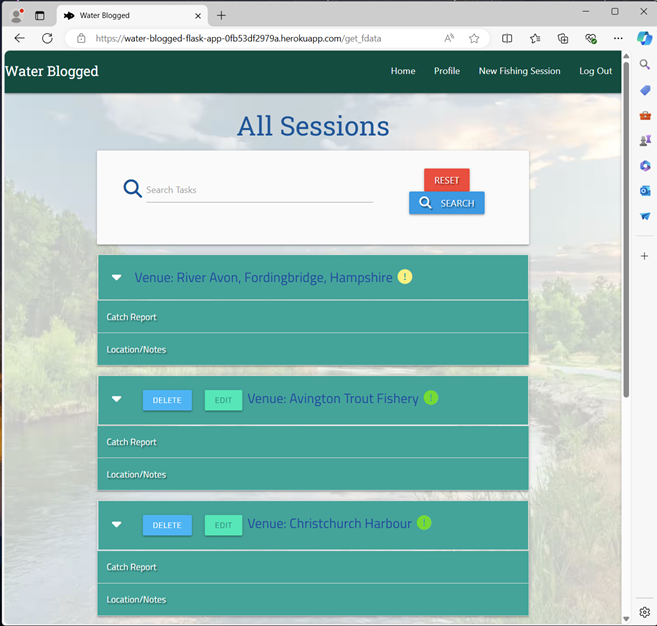 Water Blogged
https://water-blogged-flask-app-0fb53df2979a.herokuapp.com/get_fdata
Water Blogged
Home Profile New Fishing Session Log Out
All Sessions
Search Tasks
RESET
SEARCH
Venue: River Avon, Fordingbridge, Hampshire !
Catch Report
Location/Notes
DELETE EDIT Venue: Avington Trout Fishery !
Catch Report
Location/Notes
DELETE EDIT Venue: Christchurch Harbour !
Catch Report
Location/Notes